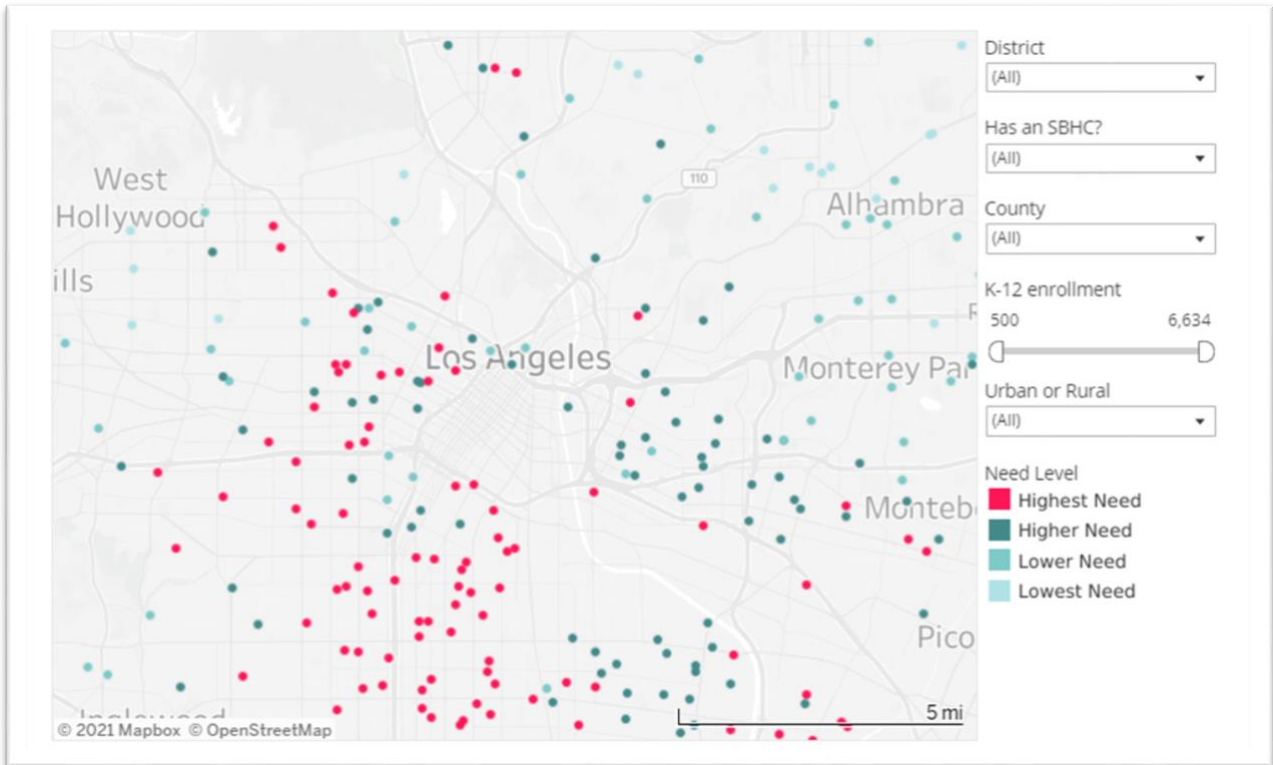 West
Hollywood
ills
110
Alhambra
R
Los Angeles
Monterey Par
Monteb
Pico
Inglewood
5 mi
© 2021 Mapbox © OpenStreetMap
District
(All)
Has an SBHC?
(All)
County
(All)
K-12 enrollment
500 6,634
Urban or Rural
(All)
Need Level
Highest Need
Higher Need
Lower Need
Lowest Need